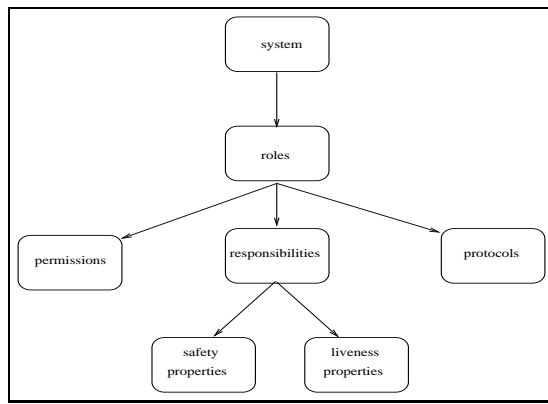 system
roles
permissions
responsibilities
protocols
safety
properties
liveness
properties